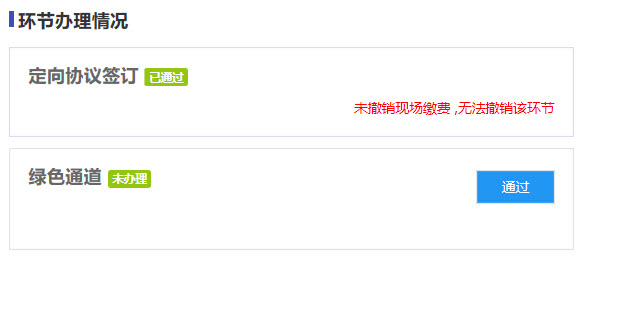 环节办理情况
定向协议签订 已通过
未撤销现场缴费 ,无法撤销该环节
绿色通道 未办理
通过